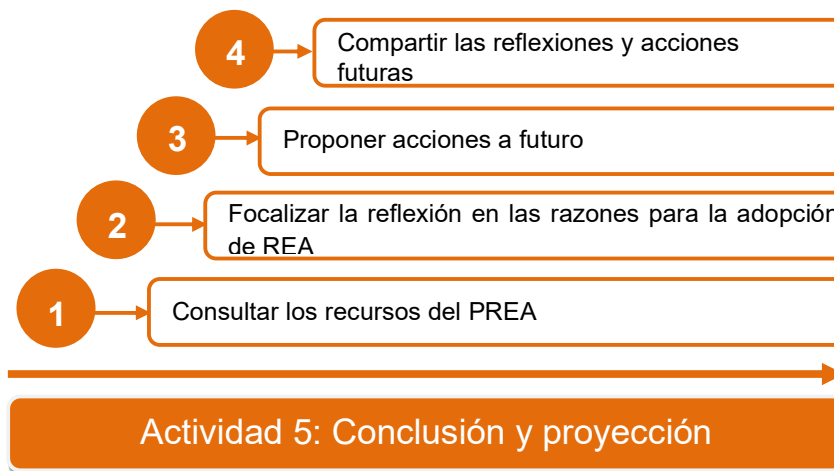 4
Compartir las reflexiones y acciones
futuras
3
Proponer acciones a futuro
2
Focalizar la reflexión en las razones para la adopción
de REA
1
Consultar los recursos del PREA
Actividad 5: Conclusión y proyección